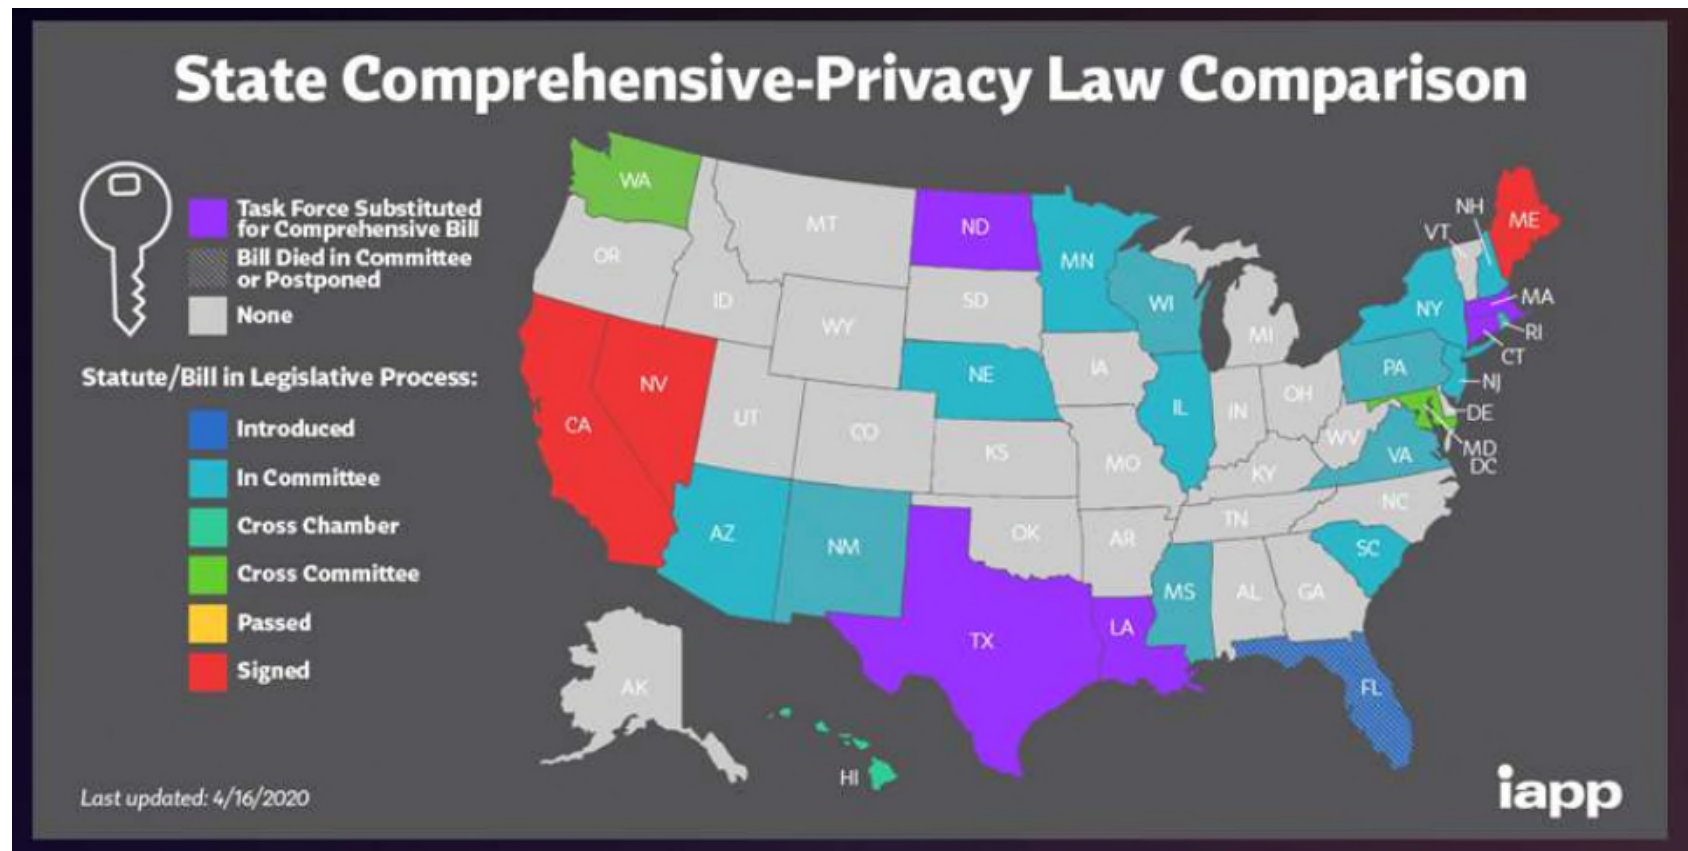 State Comprehensive-Privacy Law Comparison
Task Force Substituted
for Comprehensive Bill
Bill Died in Committee
or Postponed
None
Statute/Bill in Legislative Process:
Introduced
In Committee
Cross Chamber
Cross Committee
Passed
Signed
Last updated: 4/16/2020
WA
OR
CA
NV
ID
MT
WY
UT
CO
AZ
NM
ND
SD
NE
KS
OK
TX
MN
IA
MO
AR
LA
WI
IL
MI
IN
OH
KY
TN
MS
AL
GA
FL
SC
NC
VA
WV
PA
NY
VT
NH
ME
MA
RI
CT
NJ
DE
MD
DC
AK
HI
iapp